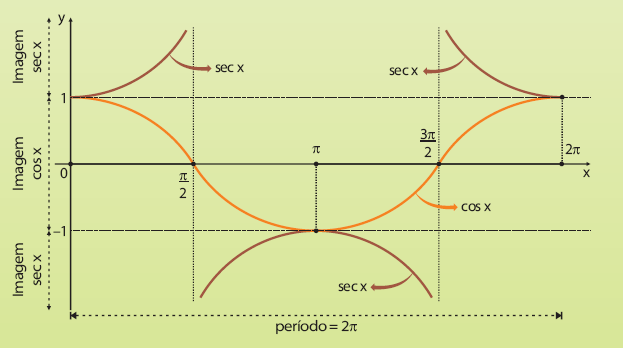 y
Imagem
sec x
sec x
sec x
1
3π
2
π
2π
Imagem
cos x
0
x
π
2
cos x
−1
Imagem
sec x
sec x
período = 2π